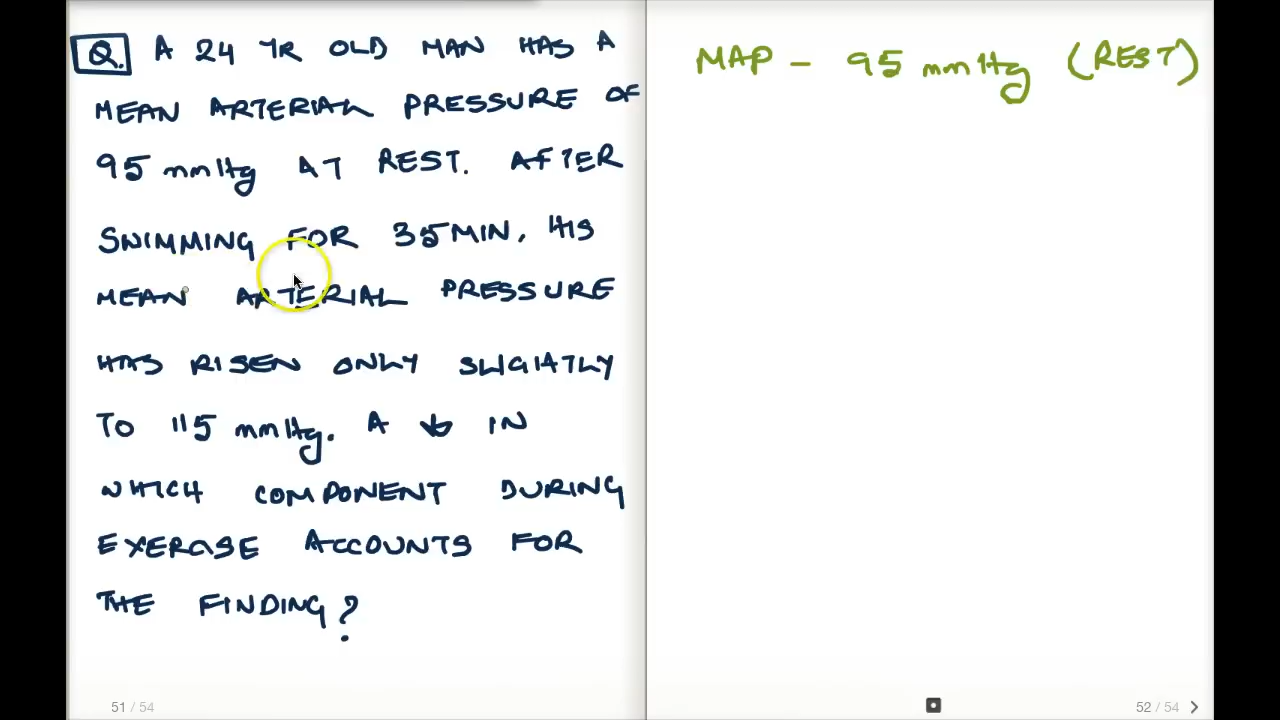 Q. A 24 YR OLD MAN HAS A
MEAN ARTERIAL PRESSURE OF
95 mmHg AT REST. AFTER
SWIMMING FOR 35 MIN, HIS
MEAN ARTERIAL PRESSURE
HAS RISEN ONLY SLIGHTLY
TO 115 mmHg. A ↓ IN
WHICH COMPONENT DURING
EXERCISE ACCOUNTS FOR
THE FINDING?
51 / 54
MAP - 95 mmHg (REST)
52 / 54